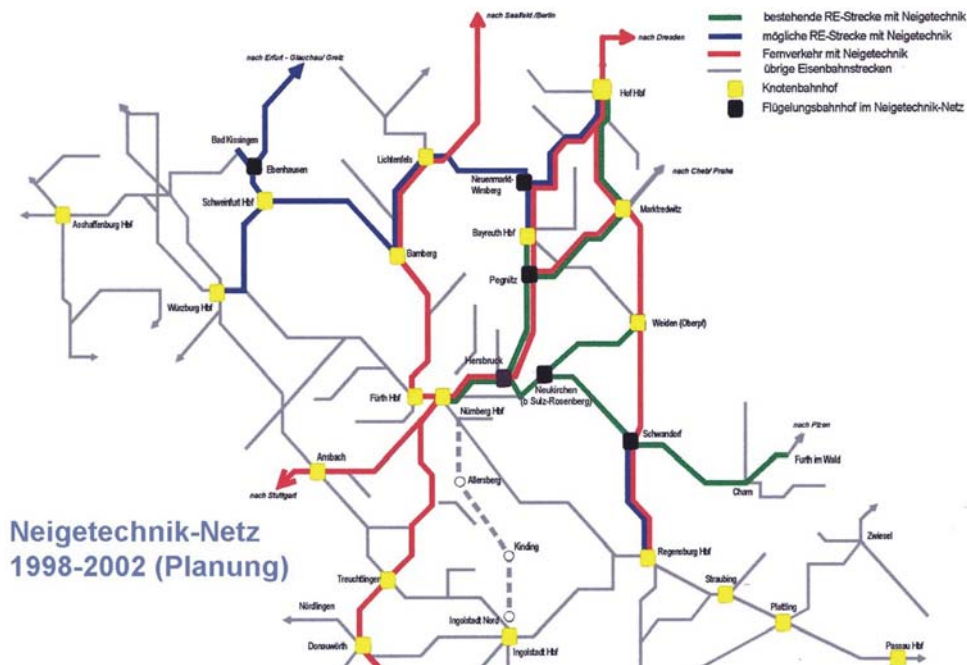 nach Saalfeld /Berlin
nach Dresden
bestehende RE-Strecke mit Neigetechnik
mögliche RE-Strecke mit Neigetechnik
Fernverkehr mit Neigetechnik
übrige Eisenbahnstrecken
Knotenbahnhof
Flügelungsbahnhof im Neigetechnik-Netz
nach Erfurt - Glauchau/ Greiz
Hof Hbf
Bad Kissingen
Ebenhausen
Lichtenfels
Neuenmarkt-
Wirsberg
nach Cheb/ Praha
Schweinfurt Hbf
Marktredwitz
Asshaffenburg Hbf
Bayreuth Hbf
Bamberg
Pegnitz
Würzburg Hbf
Weiden (Oberpf)
Hersbruck
Neukirchen
(b Sulz-Rosenberg)
Fürth Hbf
Nürnberg Hbf
Schwandorf
nach Plzen
Furth im Wald
Cham
Ansbach
nach Stuttgart
Allersberg
Neigetechnik-Netz
1998-2002 (Planung)
Kinding
Regensburg Hbf
Zwiesel
Treuchtlingen
Straubing
Plattling
Nördlingen
Ingolstadt Nord
Donauwörth
Ingolstadt Hbf
Passau Hbf